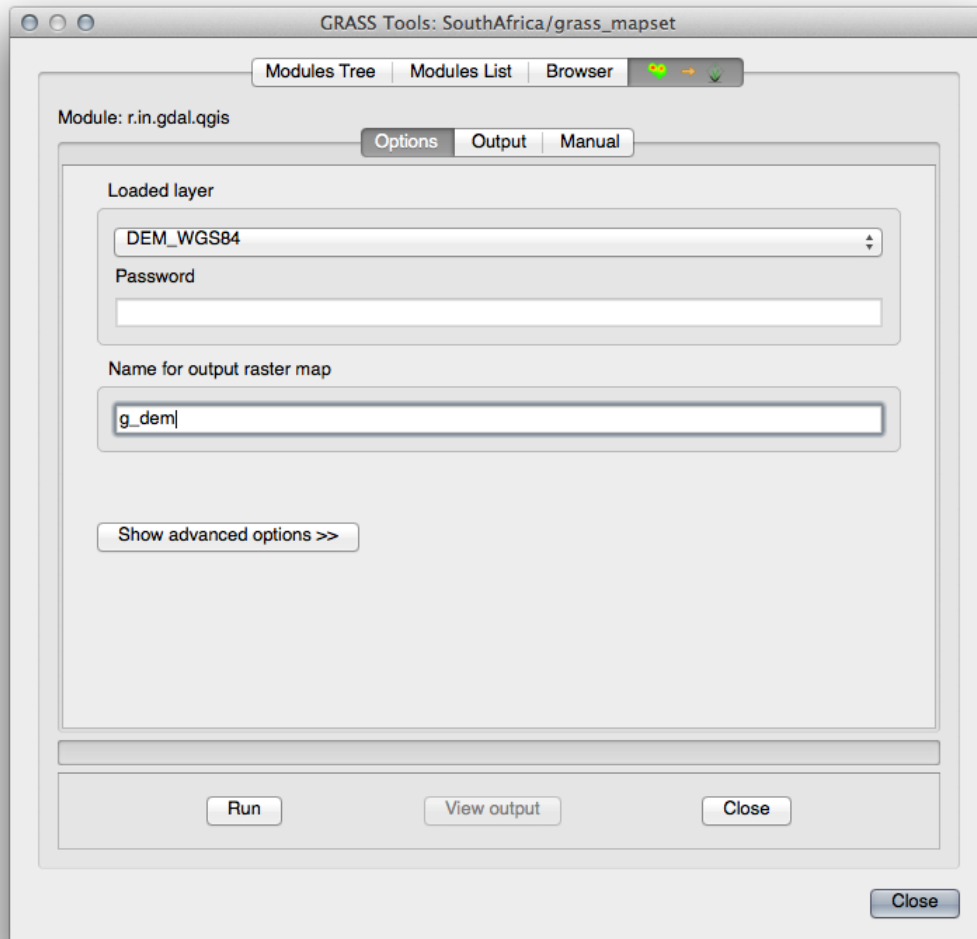 GRASS Tools: SouthAfrica/grass_mapset
Modules Tree Modules List Browser
Module: r.in.gdal.qgis
Options Output Manual
Loaded layer
DEM_WGS84
Password
Name for output raster map
g_dem
Show advanced options >>
Run View output Close
Close